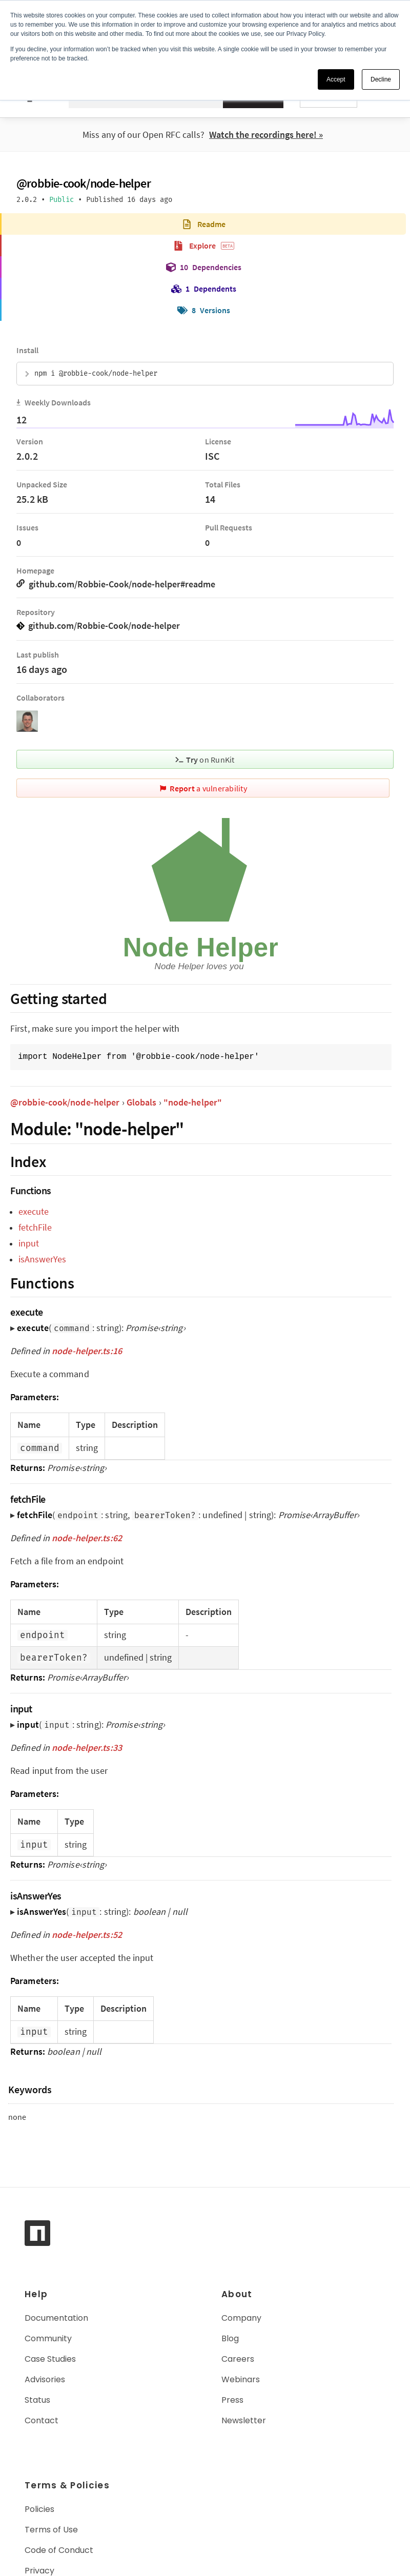 This website stores cookies on your computer. These cookies are used to collect information about how you interact with our website and allow
us to remember you. We use this information in order to improve and customize your browsing experience and for analytics and metrics about
our visitors both on this website and other media. To find out more about the cookies we use, see our Privacy Policy.
If you decline, your information won't be tracked when you visit this website. A single cookie will be used in your browser to remember your
preference not to be tracked.
Accept Decline
Miss any of our Open RFC calls? Watch the recordings here! »
@robbie-cook/node-helper
2.0.2 • Public • Published 16 days ago
Readme
Explore BETA
10 Dependencies
1 Dependents
8 Versions
Install
npm i @robbie-cook/node-helper
Weekly Downloads
12
Version License
2.0.2 ISC
Unpacked Size Total Files
25.2 kB 14
Issues Pull Requests
0 0
Homepage
github.com/Robbie-Cook/node-helper#readme
Repository
github.com/Robbie-Cook/node-helper
Last publish
16 days ago
Collaborators
Try on RunKit
Report a vulnerability
Node Helper
Node Helper loves you
Getting started
First, make sure you import the helper with
import NodeHelper from '@robbie-cook/node-helper'
@robbie-cook/node-helper › Globals › "node-helper"
Module: "node-helper"
Index
Functions
• execute
• fetchFile
• input
• isAnswerYes
Functions
execute
▸ execute( command : string): Promise‹string›
Defined in node-helper.ts:16
Execute a command
Parameters:
Name Type Description
command string
Returns: Promise‹string›
fetchFile
▸ fetchFile( endpoint : string, bearerToken? : undefined | string): Promise‹ArrayBuffer›
Defined in node-helper.ts:62
Fetch a file from an endpoint
Parameters:
Name Type Description
endpoint string -
bearerToken? undefined | string
Returns: Promise‹ArrayBuffer›
input
▸ input( input : string): Promise‹string›
Defined in node-helper.ts:33
Read input from the user
Parameters:
Name Type
input string
Returns: Promise‹string›
isAnswerYes
▸ isAnswerYes( input : string): boolean | null
Defined in node-helper.ts:52
Whether the user accepted the input
Parameters:
Name Type Description
input string
Returns: boolean | null
Keywords
none
Help About
Documentation Company
Community Blog
Case Studies Careers
Advisories Webinars
Status Press
Contact Newsletter
Terms & Policies
Policies
Terms of Use
Code of Conduct
Privacy